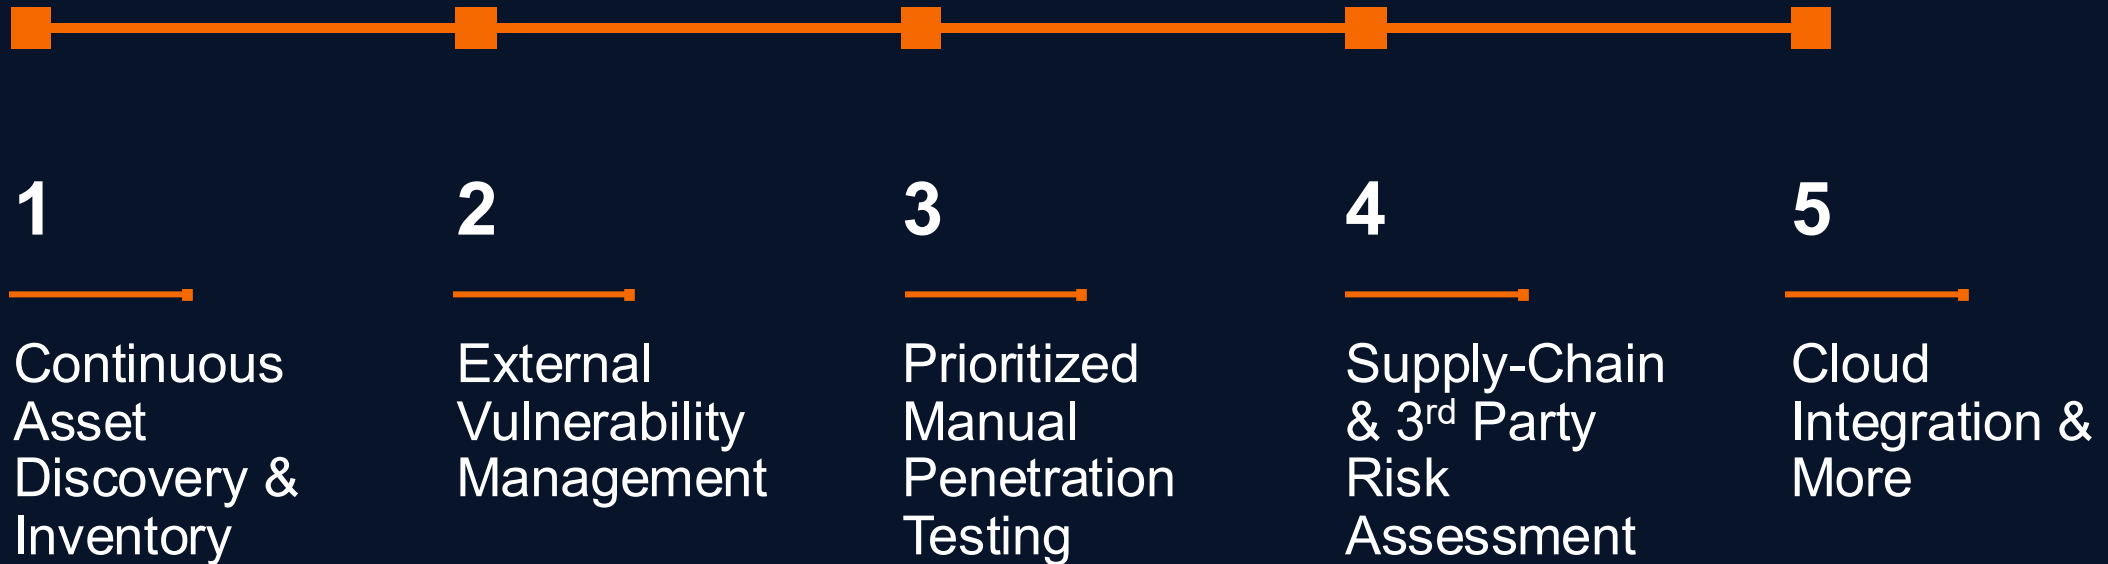 1
Continuous
Asset
Discovery &
Inventory
2
External
Vulnerability
Management
3
Prioritized
Manual
Penetration
Testing
4
Supply-Chain
& 3rd Party
Risk
Assessment
5
Cloud
Integration &
More